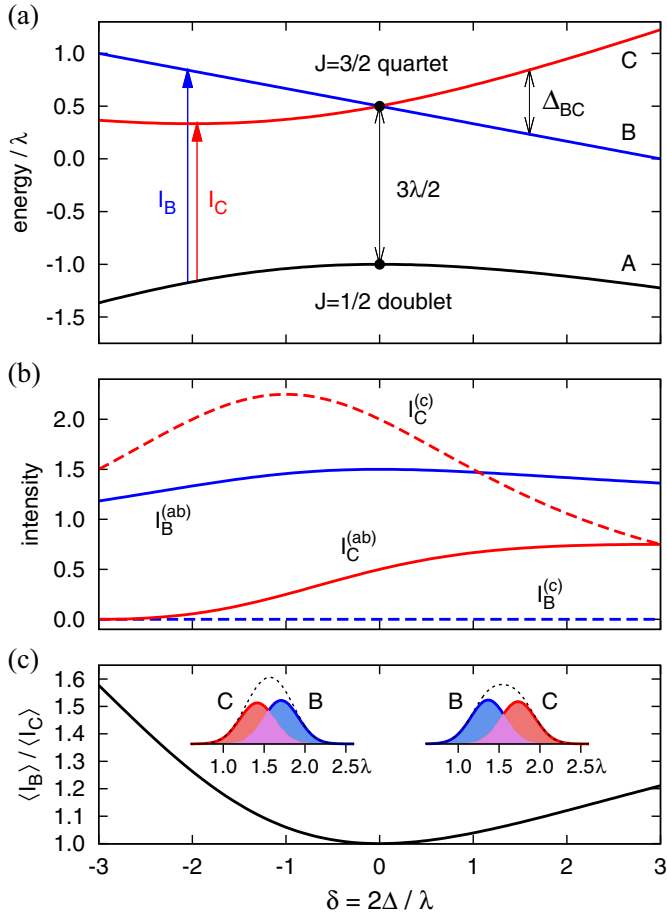 (a)
energy / λ
1.0
0.5
0.0
-0.5
-1.0
-1.5
J=3/2 quartet
C
Δ_BC
B
I_B
I_C
3λ/2
A
J=1/2 doublet
(b)
intensity
2.0
1.5
1.0
0.5
0.0
I_C^(c)
I_B^(ab)
I_C^(ab)
I_B^(c)
(c)
⟨I_B⟩ / ⟨I_C⟩
1.6
1.5
1.4
1.3
1.2
1.1
1.0
C B
1.0 1.5 2.0 2.5λ
B C
1.0 1.5 2.0 2.5λ
-3 -2 -1 0 1 2 3
δ = 2Δ / λ